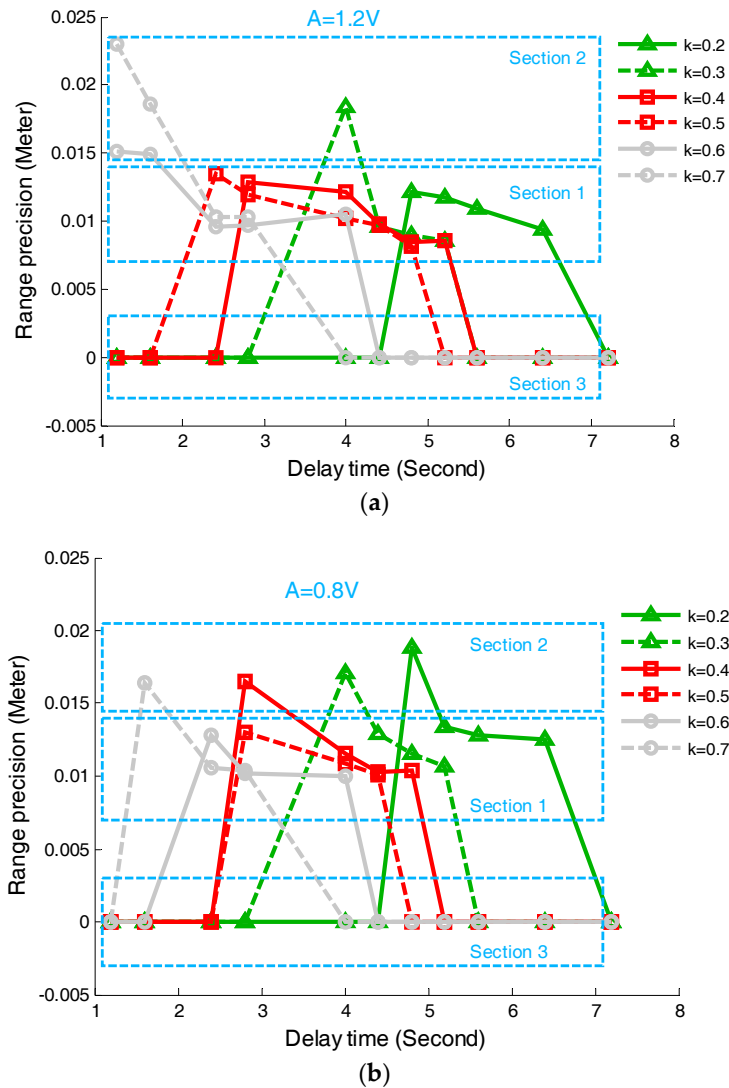 A=1.2V
0.025
0.02
0.015
0.01
0.005
0
-0.005
Range precision (Meter)
Section 2
Section 1
Section 3
k=0.2
k=0.3
k=0.4
k=0.5
k=0.6
k=0.7
1 2 3 4 5 6 7 8
Delay time (Second)
(a)
A=0.8V
0.025
0.02
0.015
0.01
0.005
0
-0.005
Range precision (Meter)
Section 2
Section 1
Section 3
k=0.2
k=0.3
k=0.4
k=0.5
k=0.6
k=0.7
1 2 3 4 5 6 7 8
Delay time (Second)
(b)